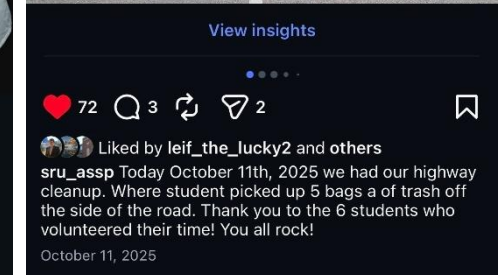 View insights
72 3 2
Liked by leif_the_lucky2 and others
sru_assp Today October 11th, 2025 we had our highway
cleanup. Where student picked up 5 bags a of trash off
the side of the road. Thank you to the 6 students who
volunteered their time! You all rock!
October 11, 2025